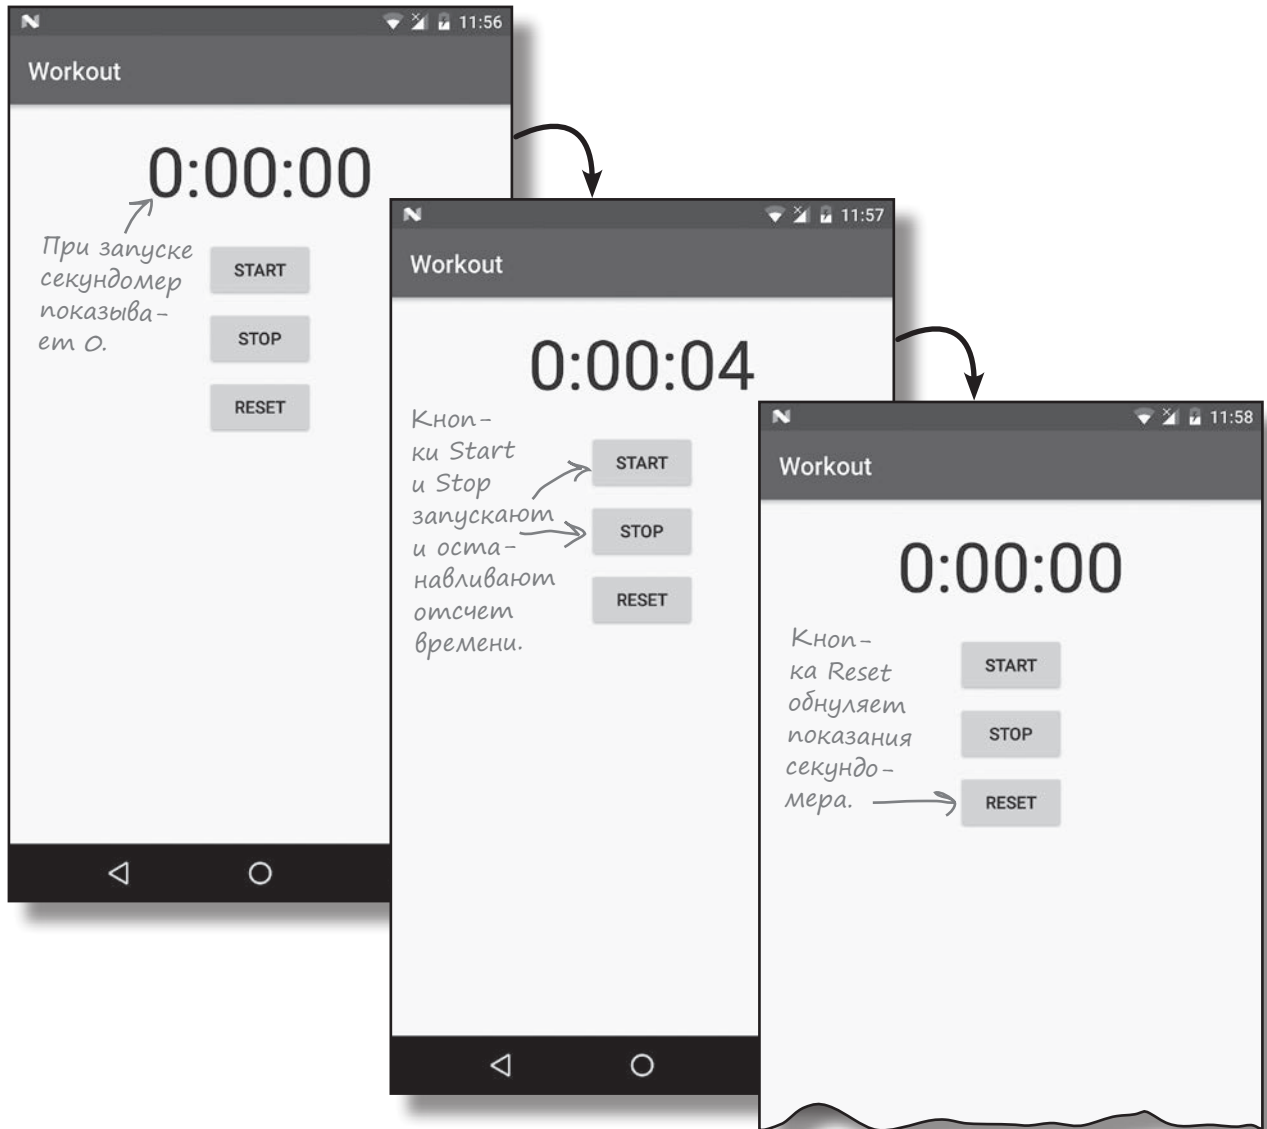 11:56
Workout
0:00:00
При запуске
секундомер
показыва-
ет 0.
START
STOP
RESET
11:57
Workout
0:00:04
Кноп-
ки Start
и Stop
запускают
и оста-
навливают
отсчет
времени.
START
STOP
RESET
11:58
Workout
0:00:00
Кноп-
ка Reset
обнуляет
показания
секундо-
мера.
START
STOP
RESET